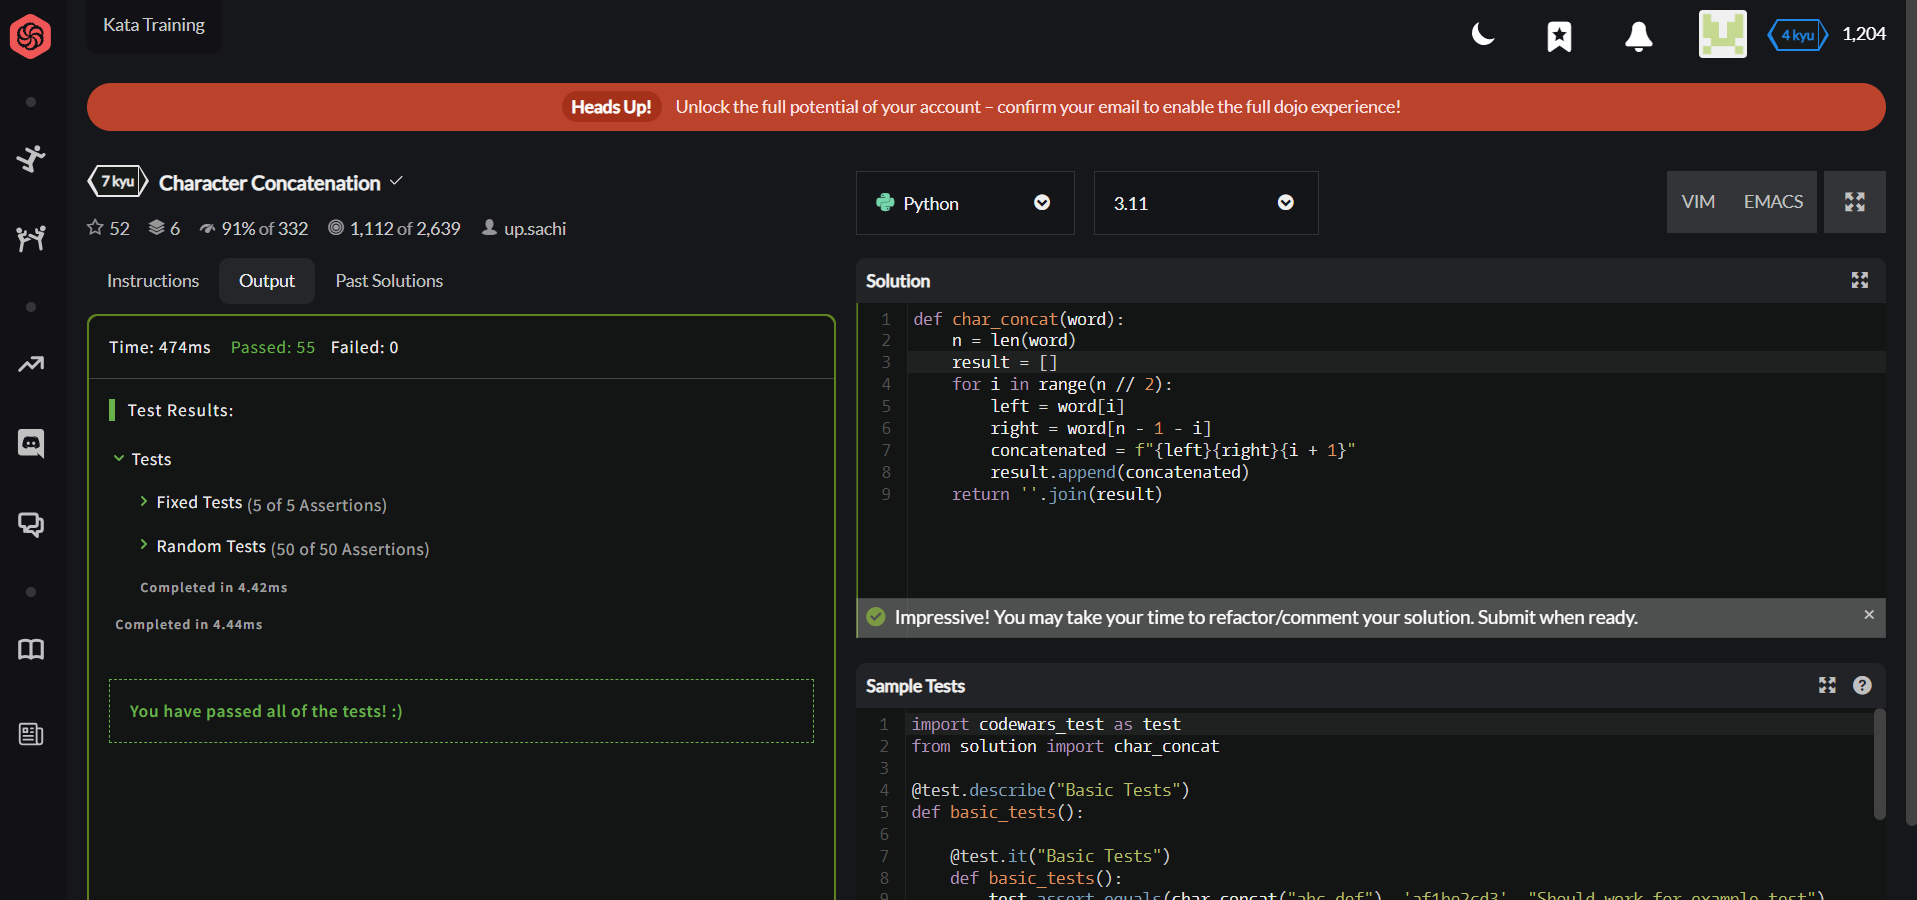 Kata Training
4 kyu 1,204
Heads Up! Unlock the full potential of your account – confirm your email to enable the full dojo experience!
7 kyu Character Concatenation
52 6 91% of 332 1,112 of 2,639 up.sachi
Python 3.11 VIM EMACS
Instructions Output Past Solutions
Time: 474ms Passed: 55 Failed: 0
Test Results:
Tests
Fixed Tests (5 of 5 Assertions)
Random Tests (50 of 50 Assertions)
Completed in 4.42ms
Completed in 4.44ms
You have passed all of the tests! :)
Solution
1 def char_concat(word):
2 n = len(word)
3 result = []
4 for i in range(n // 2):
5 left = word[i]
6 right = word[n - 1 - i]
7 concatenated = f"{left}{right}{i + 1}"
8 result.append(concatenated)
9 return ''.join(result)
Impressive! You may take your time to refactor/comment your solution. Submit when ready.
Sample Tests
1 import codewars_test as test
2 from solution import char_concat
3
4 @test.describe("Basic Tests")
5 def basic_tests():
6
7 @test.it("Basic Tests")
8 def basic_tests():
9 test.assert_equals(char_concat("abc def"), 'af1be2cd3', "Should work for example test")